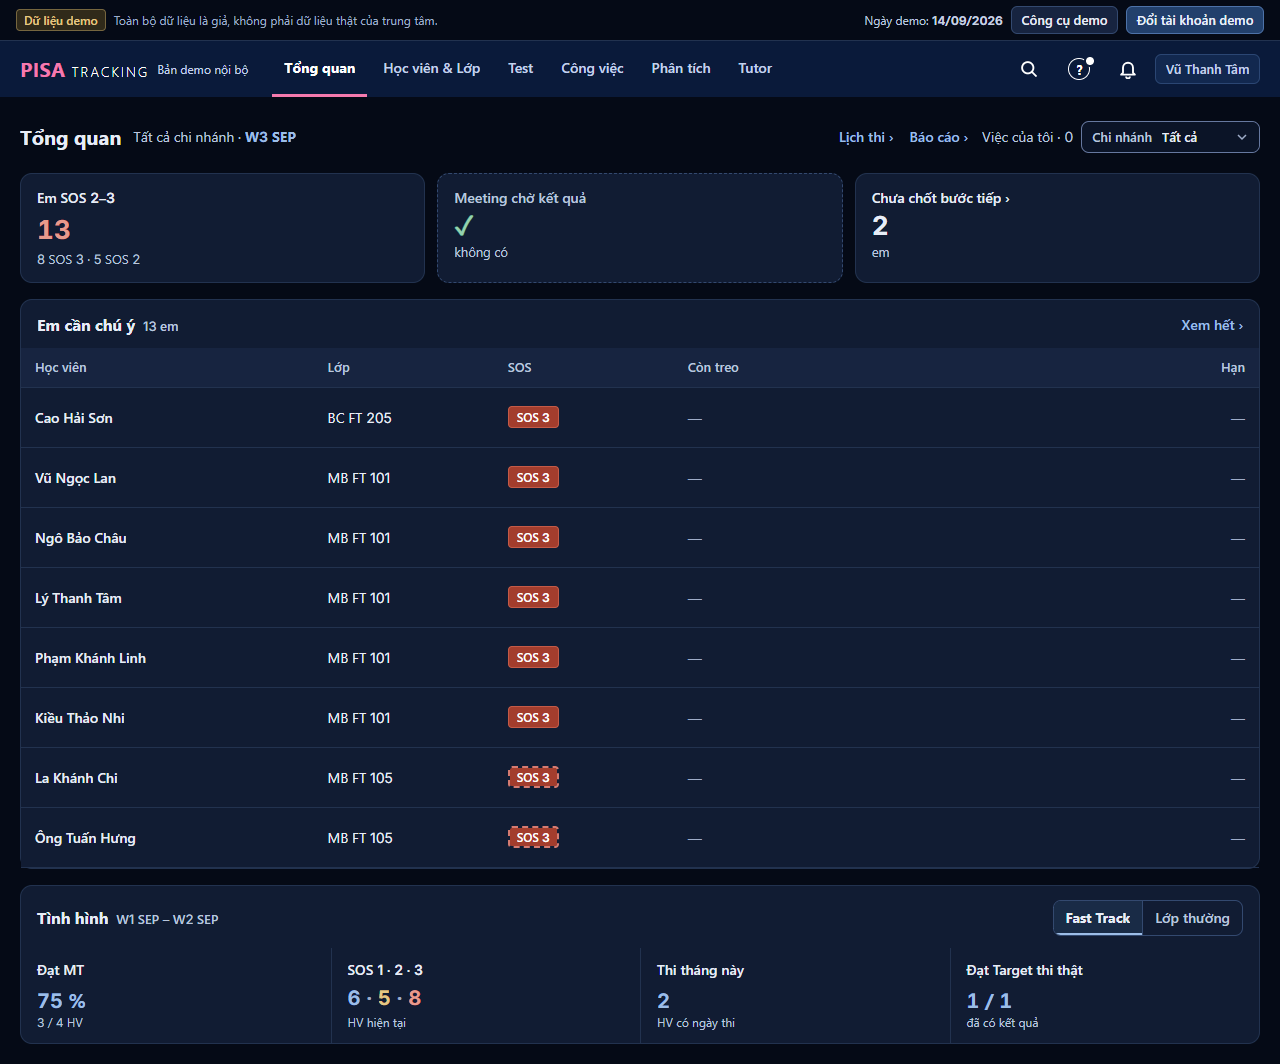 Dữ liệu demo Toàn bộ dữ liệu là giả, không phải dữ liệu thật của trung tâm. Ngày demo: 14/09/2026 Công cụ demo Đổi tài khoản demo
PISA TRACKING Bản demo nội bộ Tổng quan Học viên & Lớp Test Công việc Phân tích Tutor ? Vũ Thanh Tâm
Tổng quan Tất cả chi nhánh · W3 SEP Lịch thi › Báo cáo › Việc của tôi · 0 Chi nhánh Tất cả
Em SOS 2–3
13
8 SOS 3 · 5 SOS 2
Meeting chờ kết quả
✓
không có
Chưa chốt bước tiếp ›
2
em
Em cần chú ý 13 em Xem hết ›
Học viên Lớp SOS Còn treo Hạn
Cao Hải Sơn BC FT 205 SOS 3 — —
Vũ Ngọc Lan MB FT 101 SOS 3 — —
Ngô Bảo Châu MB FT 101 SOS 3 — —
Lý Thanh Tâm MB FT 101 SOS 3 — —
Phạm Khánh Linh MB FT 101 SOS 3 — —
Kiều Thảo Nhi MB FT 101 SOS 3 — —
La Khánh Chi MB FT 105 SOS 3 — —
Ông Tuấn Hưng MB FT 105 SOS 3 — —
Tình hình W1 SEP – W2 SEP Fast Track Lớp thường
Đạt MT
75 %
3 / 4 HV
SOS 1 · 2 · 3
6 · 5 · 8
HV hiện tại
Thi tháng này
2
HV có ngày thi
Đạt Target thi thật
1 / 1
đã có kết quả